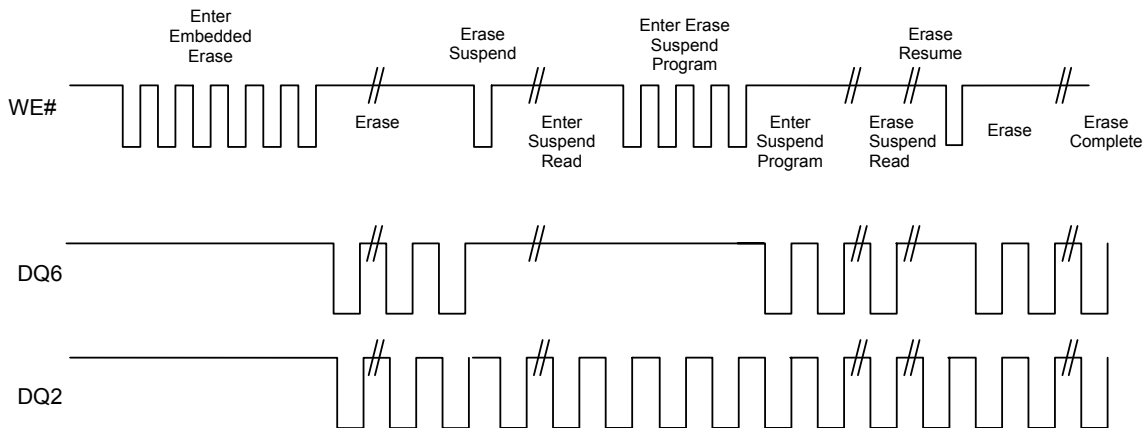 Enter
Embedded
Erase
Erase
Suspend
Enter Erase
Suspend
Program
Erase
Resume
WE#
Erase
Enter
Suspend
Read
Enter
Suspend
Program
Erase
Suspend
Read
Erase
Erase
Complete
DQ6
DQ2